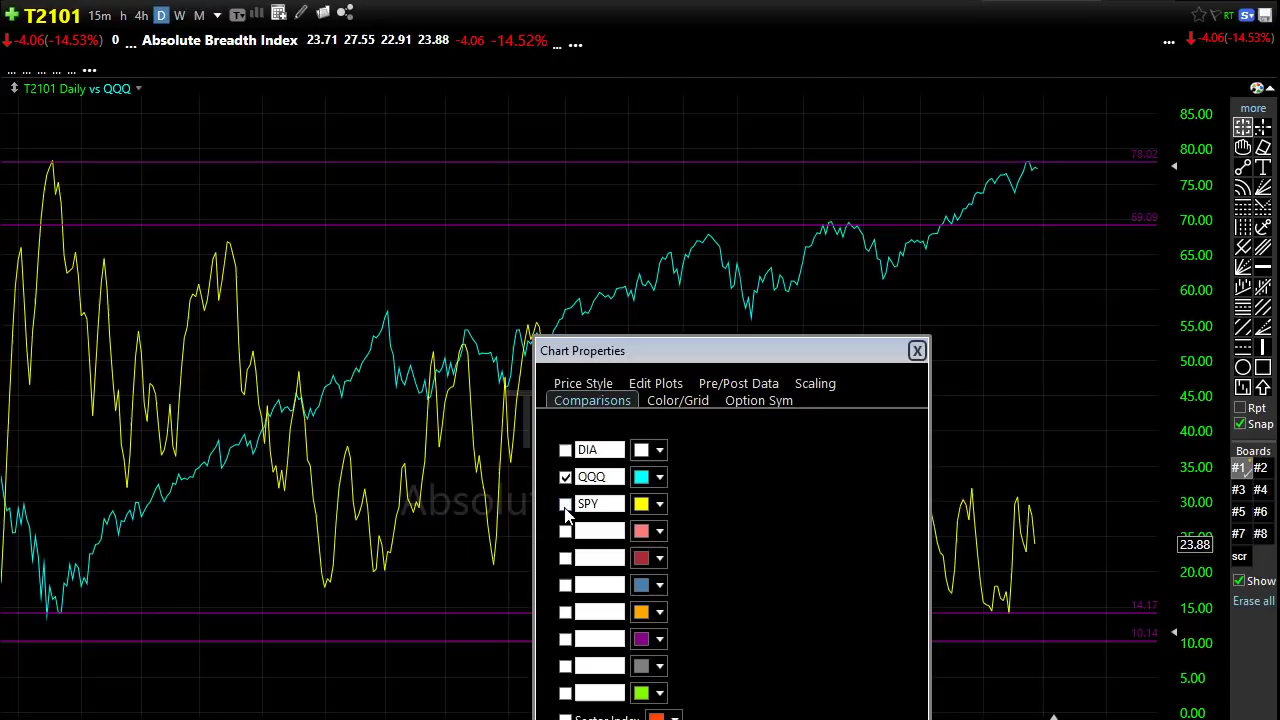 T2101 15m h 4h D W M
RT S
-4.06(-14.53%) 0 ... Absolute Breadth Index 23.71 27.55 22.91 23.88 -4.06 -14.52% ... ...
... -4.06(-14.53%)
... ... ... ... ... ...
T2101 Daily vs QQQ
more
85.00
80.00
78.02
75.00
70.00
69.09
65.00
60.00
55.00
50.00
45.00
40.00
35.00
30.00
23.88
20.00
15.00
14.17
10.14
10.00
5.00
0.00
Absolu
Chart Properties X
Price Style Edit Plots Pre/Post Data Scaling
Comparisons Color/Grid Option Sym
DIA
QQQ
SPY
Sector Index
Rpt
Snap
Boards
#1 #2
#3 #4
#5 #6
#7 #8
scr
Show
Erase all